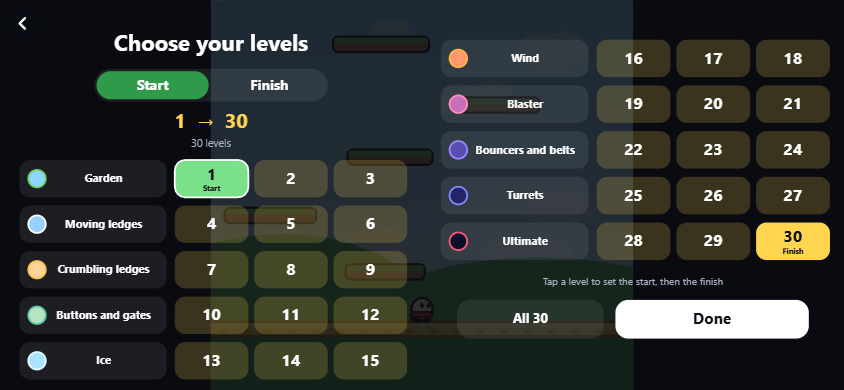 Choose your levels
Start Finish
1 → 30
30 levels
Garden 1 Start 2 3
Moving ledges 4 5 6
Crumbling ledges 7 8 9
Buttons and gates 10 11 12
Ice 13 14 15
Wind 16 17 18
Blaster 19 20 21
Bouncers and belts 22 23 24
Turrets 25 26 27
Ultimate 28 29 30 Finish
Tap a level to set the start, then the finish
All 30 Done